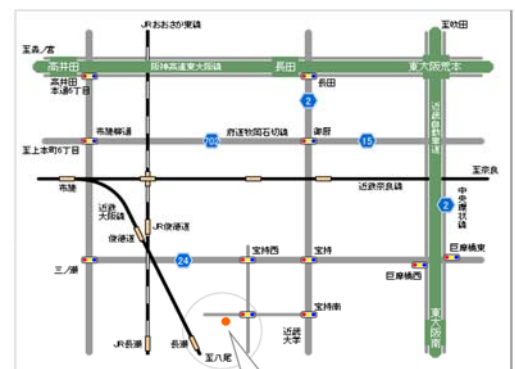 JRおおさか東線
至吹田
至森ノ宮
高井田
阪神高速東大阪線
長田
東大阪荒本
高井田
本通6丁目
長田
2
近畿自動車道
布施柳通
702
府道枚岡石切線
御厨
15
至上本町6丁目
至奈良
布施
近鉄奈良線
中央環状線
2
近鉄
大阪線
JR俊徳道
俊徳道
宝持西
宝持
巨摩橋東
三ノ瀬
24
巨摩橋西
宝持南
東大阪南
近畿
大学
JR長瀬
長瀬
至八尾